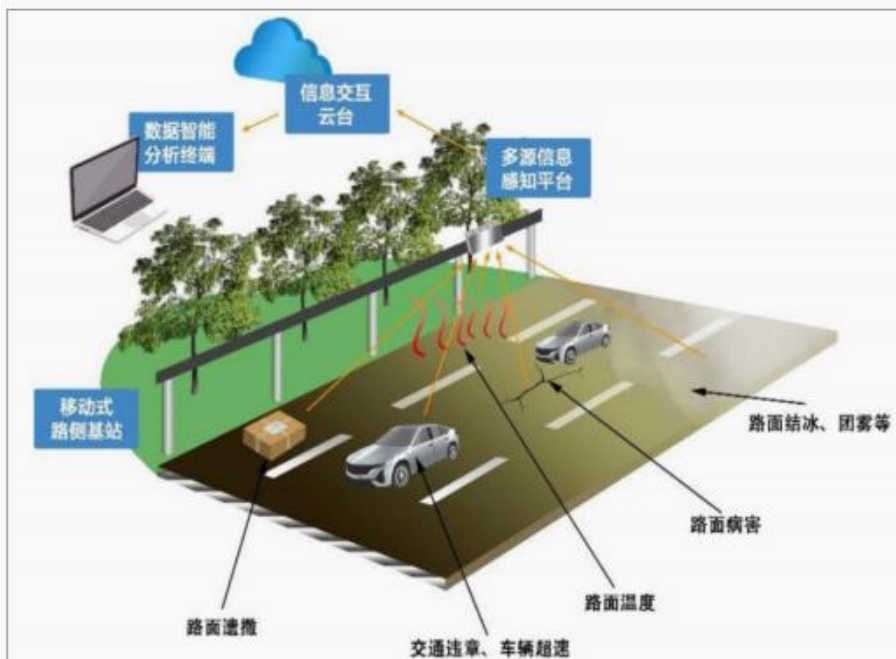 信息交互
云台
数据智能
分析终端
多源信息
感知平台
移动式
路侧基站
路面结冰、团雾等
路面病害
路面温度
路面遗撒
交通违章、车辆超速